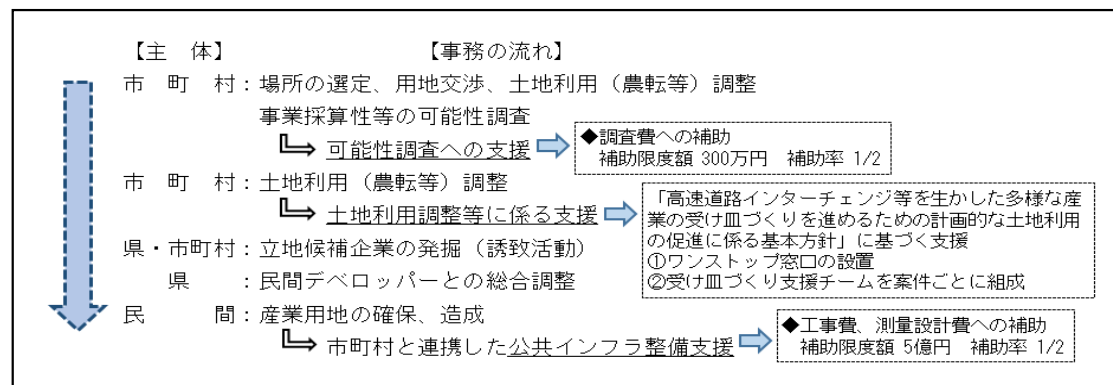 【主　体】　【事務の流れ】
市　町　村：場所の選定、用地交渉、土地利用（農転等）調整
事業採算性等の可能性調査
可能性調査への支援
◆調査費への補助
補助限度額 300万円　補助率 1/2
市　町　村：土地利用（農転等）調整
土地利用調整等に係る支援
「高速道路インターチェンジ等を生かした多様な産
業の受け皿づくりを進めるための計画的な土地利用
の促進に係る基本方針」に基づく支援
①ワンストップ窓口の設置
②受け皿づくり支援チームを案件ごとに組成
県・市町村：立地候補企業の発掘（誘致活動）
県　：民間デベロッパーとの総合調整
民　　間：産業用地の確保、造成
市町村と連携した公共インフラ整備支援
◆工事費、測量設計費への補助
補助限度額 5億円　補助率 1/2